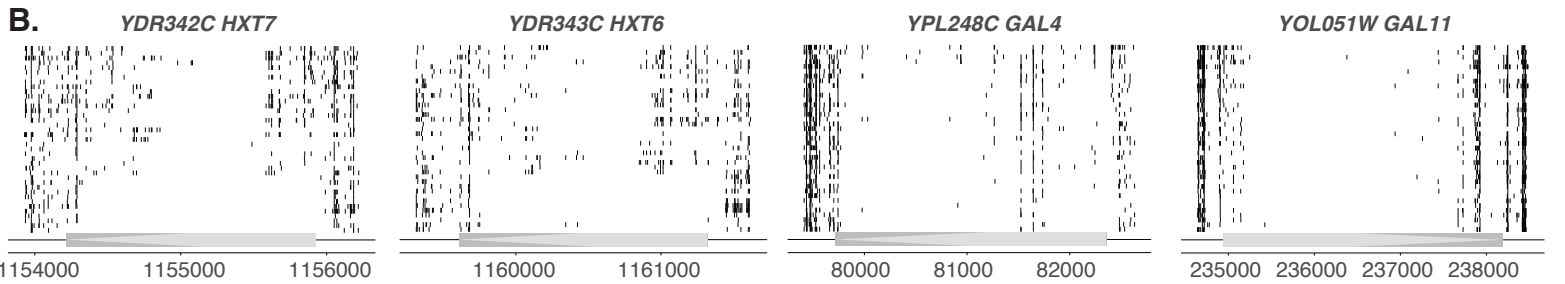 B.
YDR342C HXT7 YDR343C HXT6 YPL248C GAL4 YOL051W GAL11
1154000 1155000 1156000 1160000 1161000 80000 81000 82000 235000 236000 237000 238000